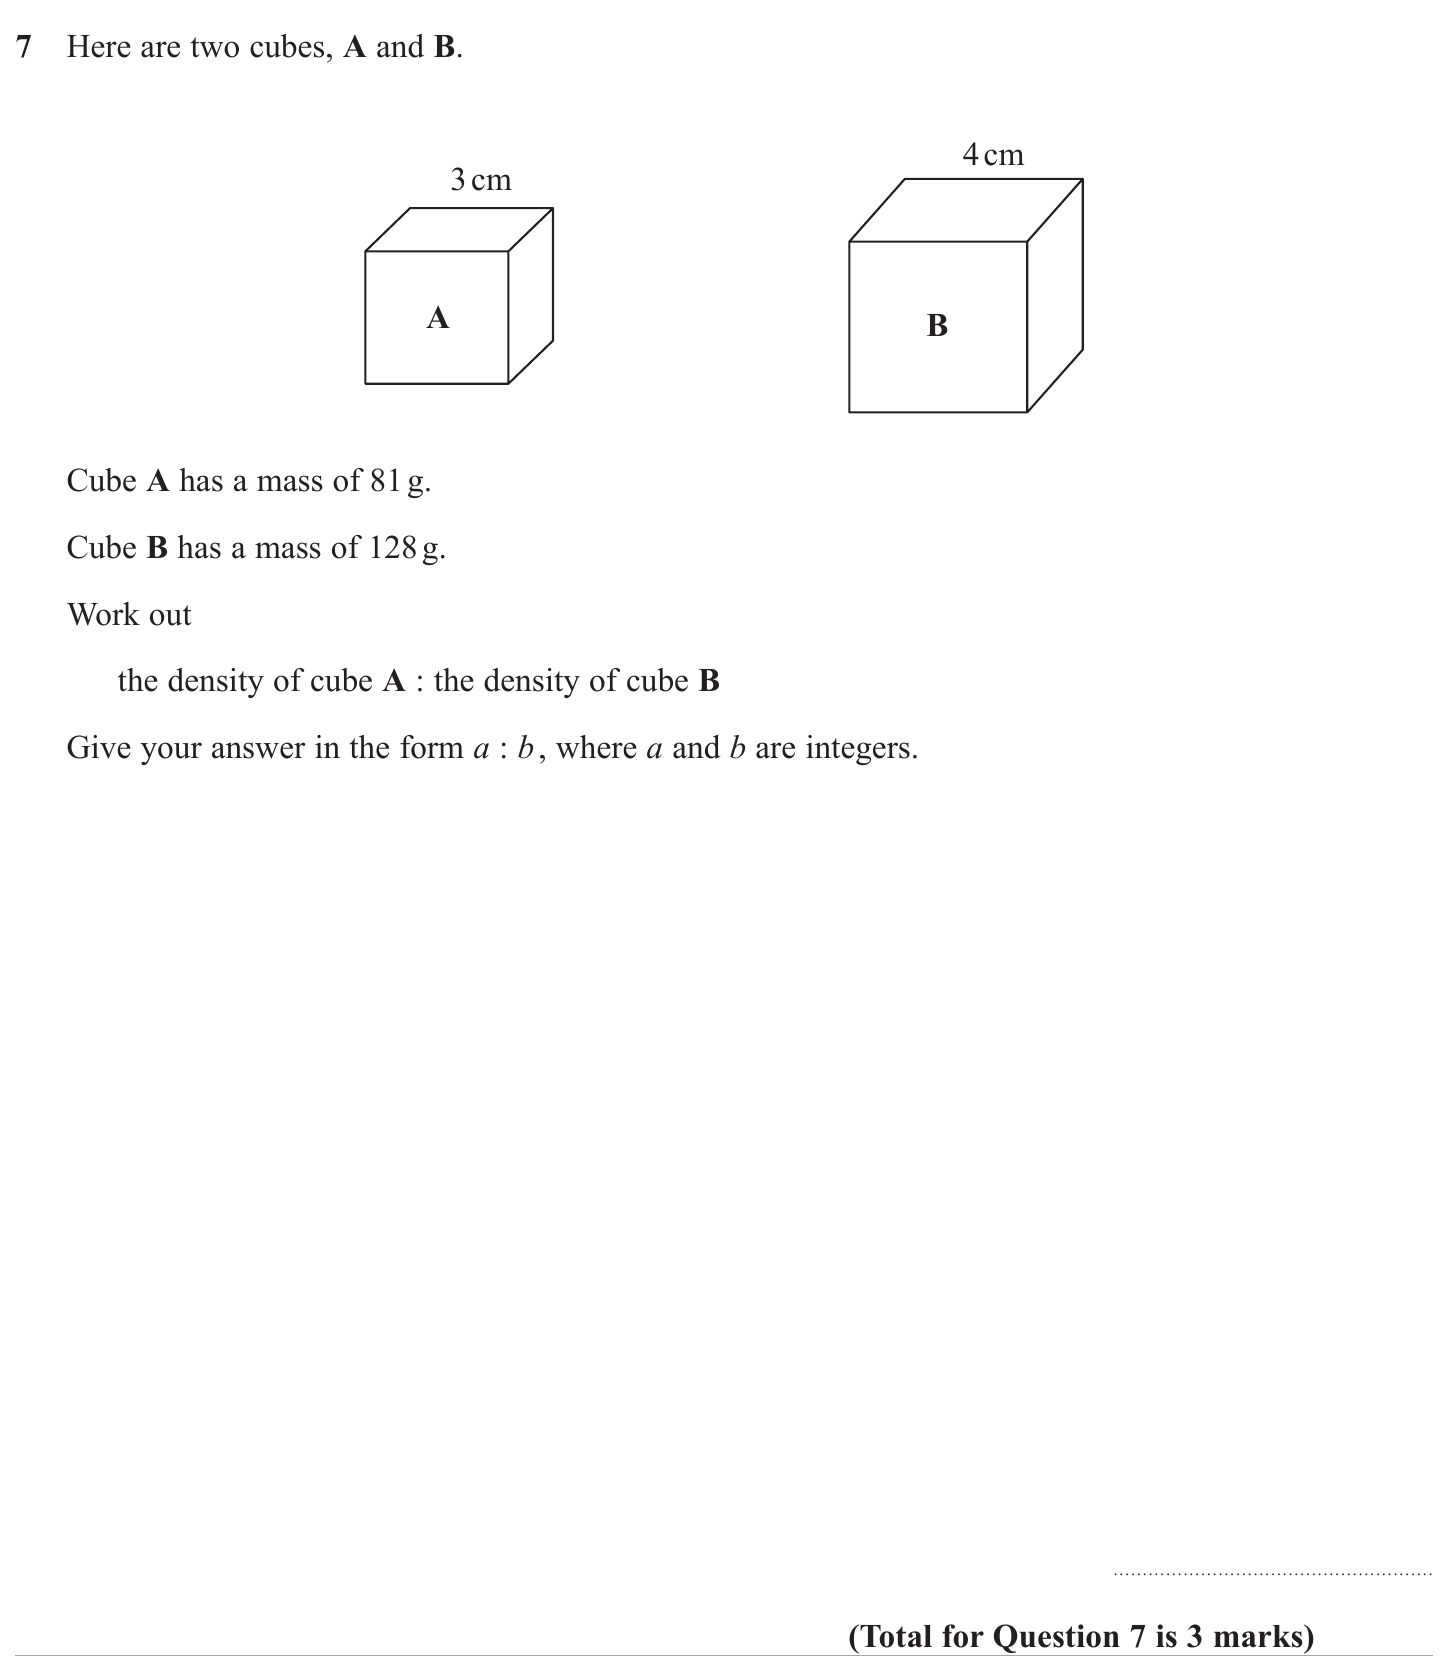 7 Here are two cubes, A and B.
3 cm
4 cm
A
B
Cube A has a mass of 81 g.
Cube B has a mass of 128 g.
Work out
the density of cube A : the density of cube B
Give your answer in the form a : b, where a and b are integers.
(Total for Question 7 is 3 marks)